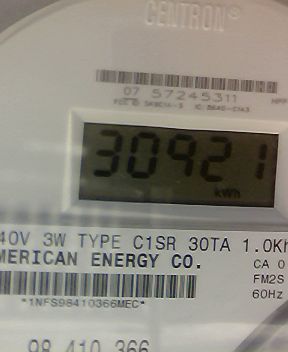 CENTRON®
07 57245311
30921
kWh
40V 3W TYPE C1SR 30TA 1.0Kh
MERICAN ENERGY CO.
CA 0
FM2S
60Hz
*1NFS98410366MEC*
98 410 366